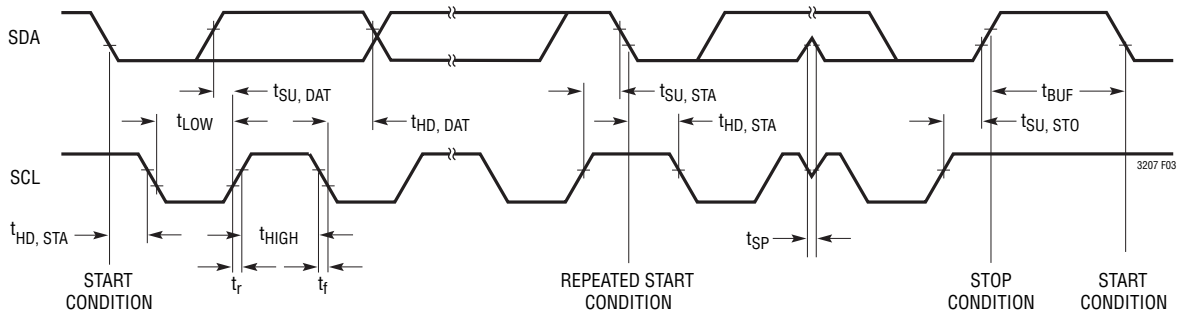 SDA
tSU, DAT
tSU, STA
tBUF
tLOW
tHD, DAT
tHD, STA
tSU, STO
SCL
3207 F03
tHD, STA
tHIGH
tSP
tr
tf
START
CONDITION
REPEATED START
CONDITION
STOP
CONDITION
START
CONDITION